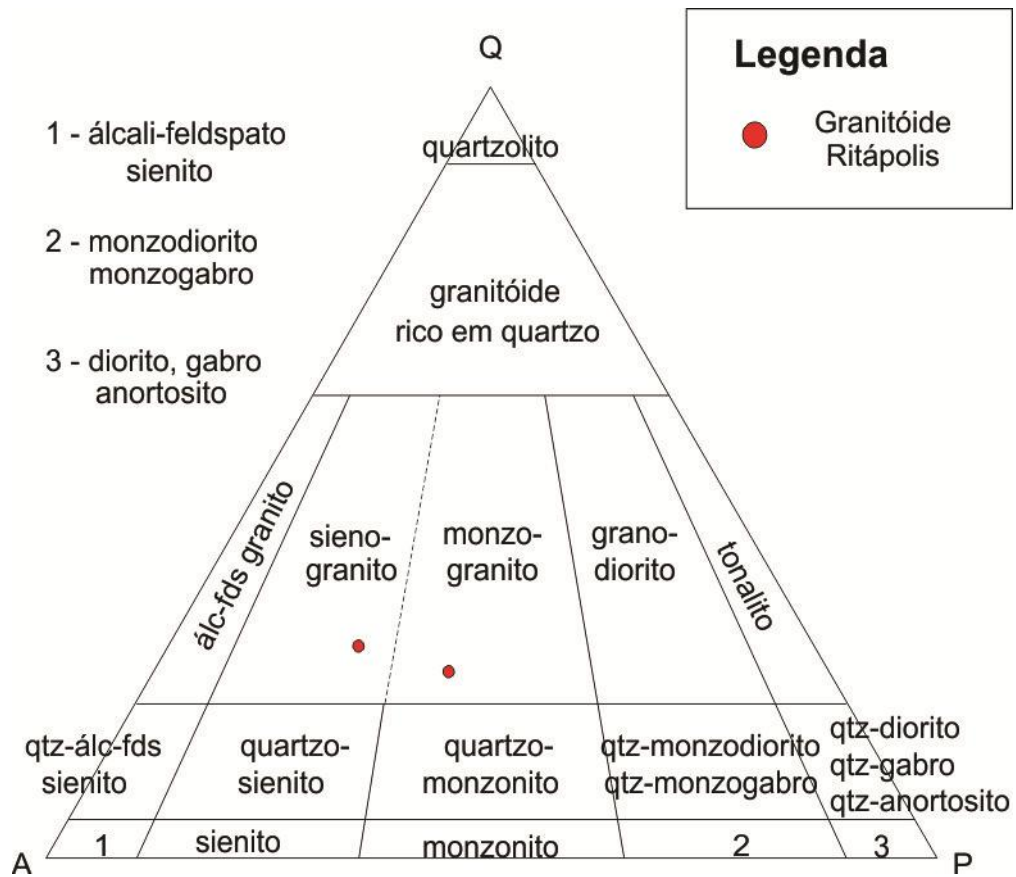 Q
Legenda
Granitóide
Ritápolis
1 - álcali-feldspato
sienito
2 - monzodiorito
monzogabro
3 - diorito, gabro
anortosito
quartzolito
granitóide
rico em quartzo
álc-fds granito
sieno-
granito
monzo-
granito
grano-
diorito
tonalito
qtz-álc-fds
sienito
quartzo-
sienito
quartzo-
monzonito
qtz-monzodiorito
qtz-monzogabro
qtz-diorito
qtz-gabro
qtz-anortosito
A
1
sienito
monzonito
2
3
P